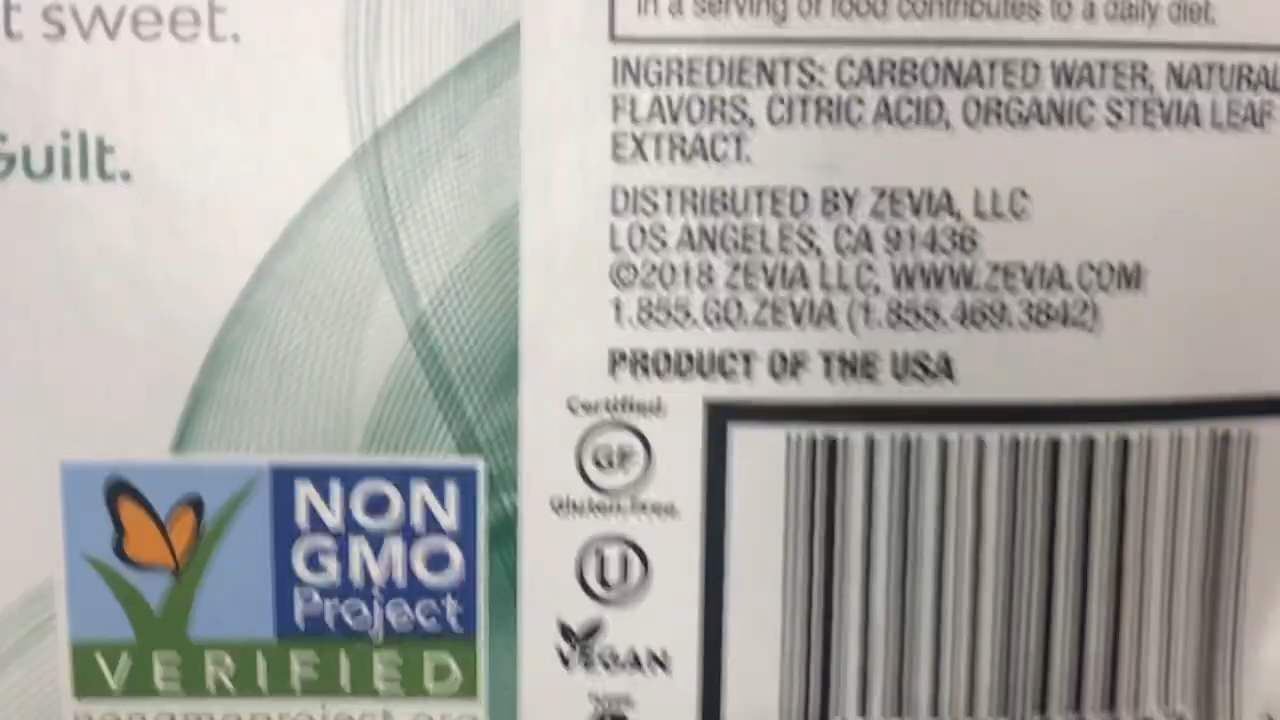 t sweet.
Guilt.
in a serving of food contributes to a daily diet.
INGREDIENTS: CARBONATED WATER, NATURAL
FLAVORS, CITRIC ACID, ORGANIC STEVIA LEAF
EXTRACT.
DISTRIBUTED BY ZEVIA, LLC
LOS ANGELES, CA 91436
©2018 ZEVIA LLC, WWW.ZEVIA.COM
1.855.GO.ZEVIA (1.855.469.3842)
PRODUCT OF THE USA
Certified
GF
Gluten-Free
U
VEGAN
NON
GMO
Project
VERIFIED
nongmoproject.org